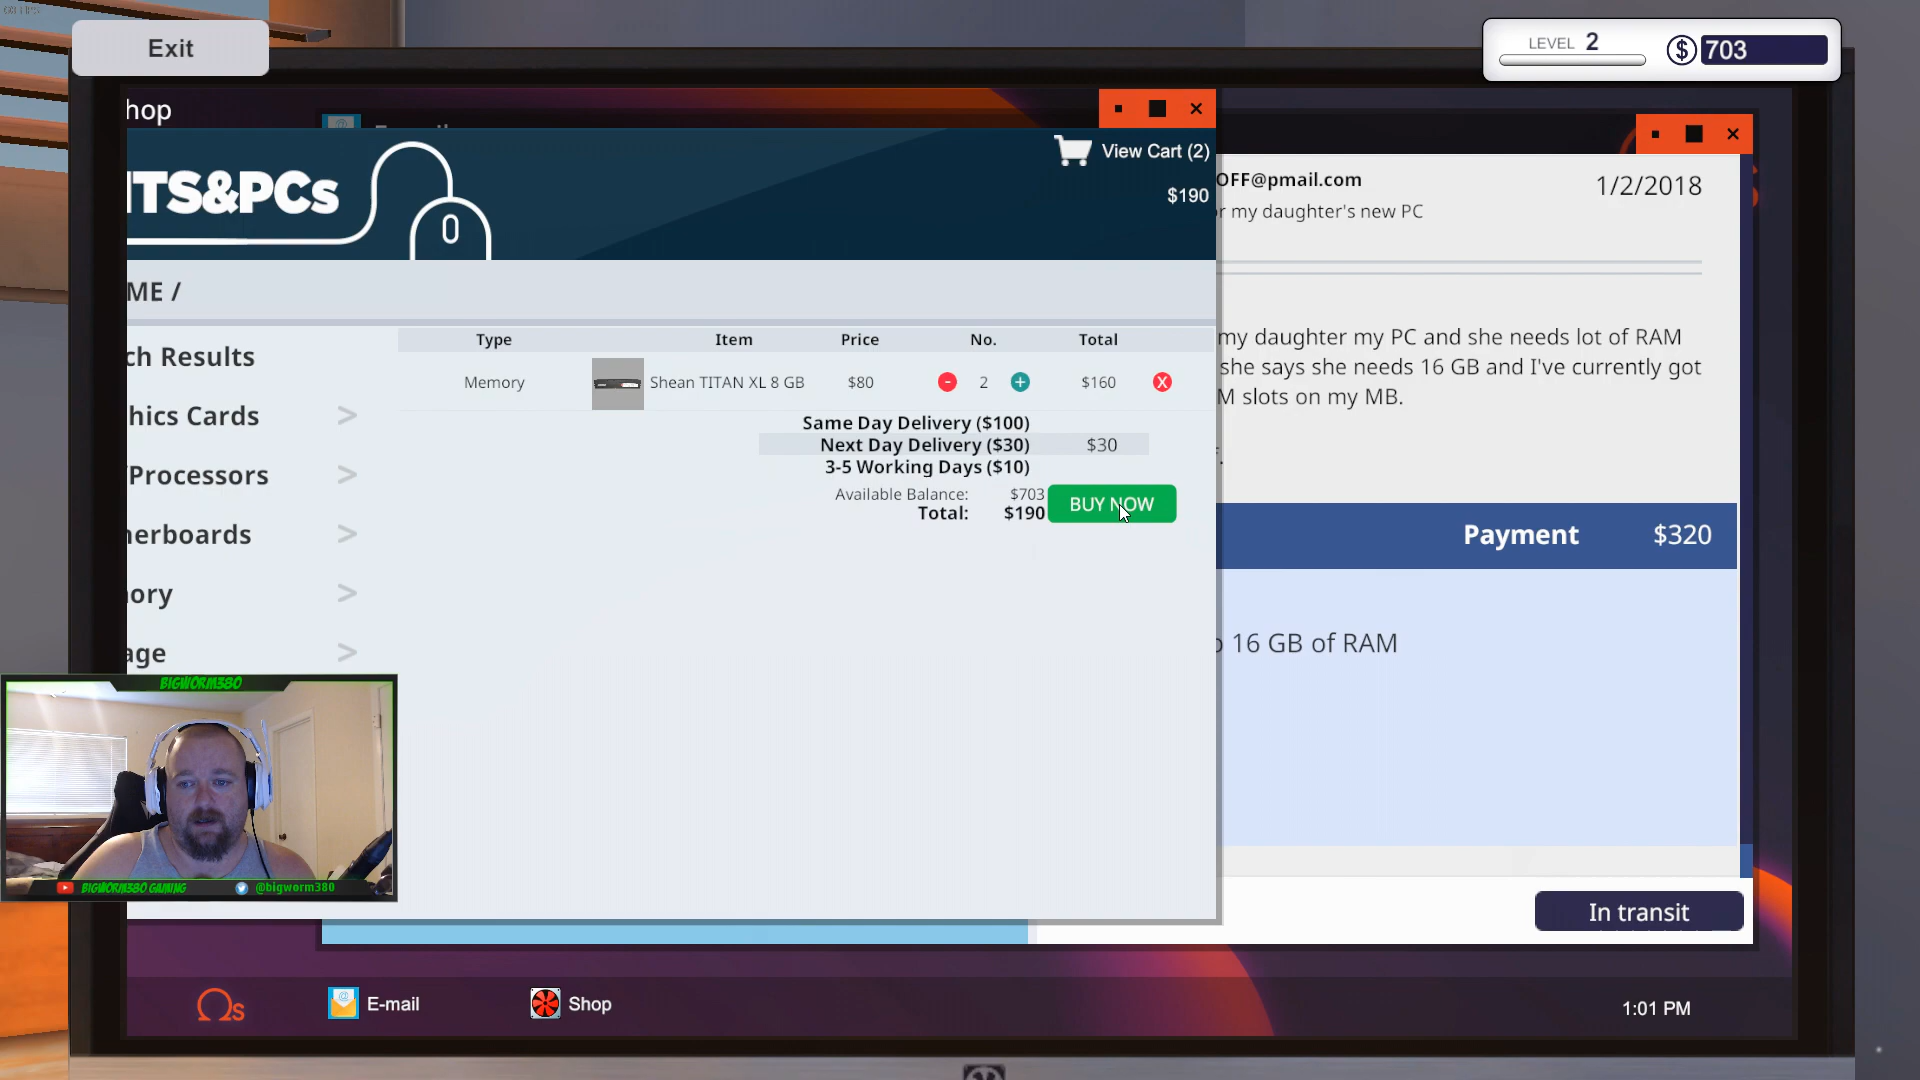 Exit
LEVEL 2
$ 703
hop
View Cart (2)
$190
ITS&PCs
OFF@pmail.com
1/2/2018
r my daughter's new PC
ME /
ch Results
hics Cards >
Processors >
herboards >
ory >
age >
Type Item Price No. Total
Memory Shean TITAN XL 8 GB $80 - 2 + $160 X
Same Day Delivery ($100)
Next Day Delivery ($30) $30
3-5 Working Days ($10)
Available Balance: $703
Total: $190
BUY NOW
my daughter my PC and she needs lot of RAM
she says she needs 16 GB and I've currently got
M slots on my MB.
Payment $320
16 GB of RAM
In transit
BIGWORM380
BIGWORM380 GAMING
@bigworm380
Ωs
E-mail
Shop
1:01 PM